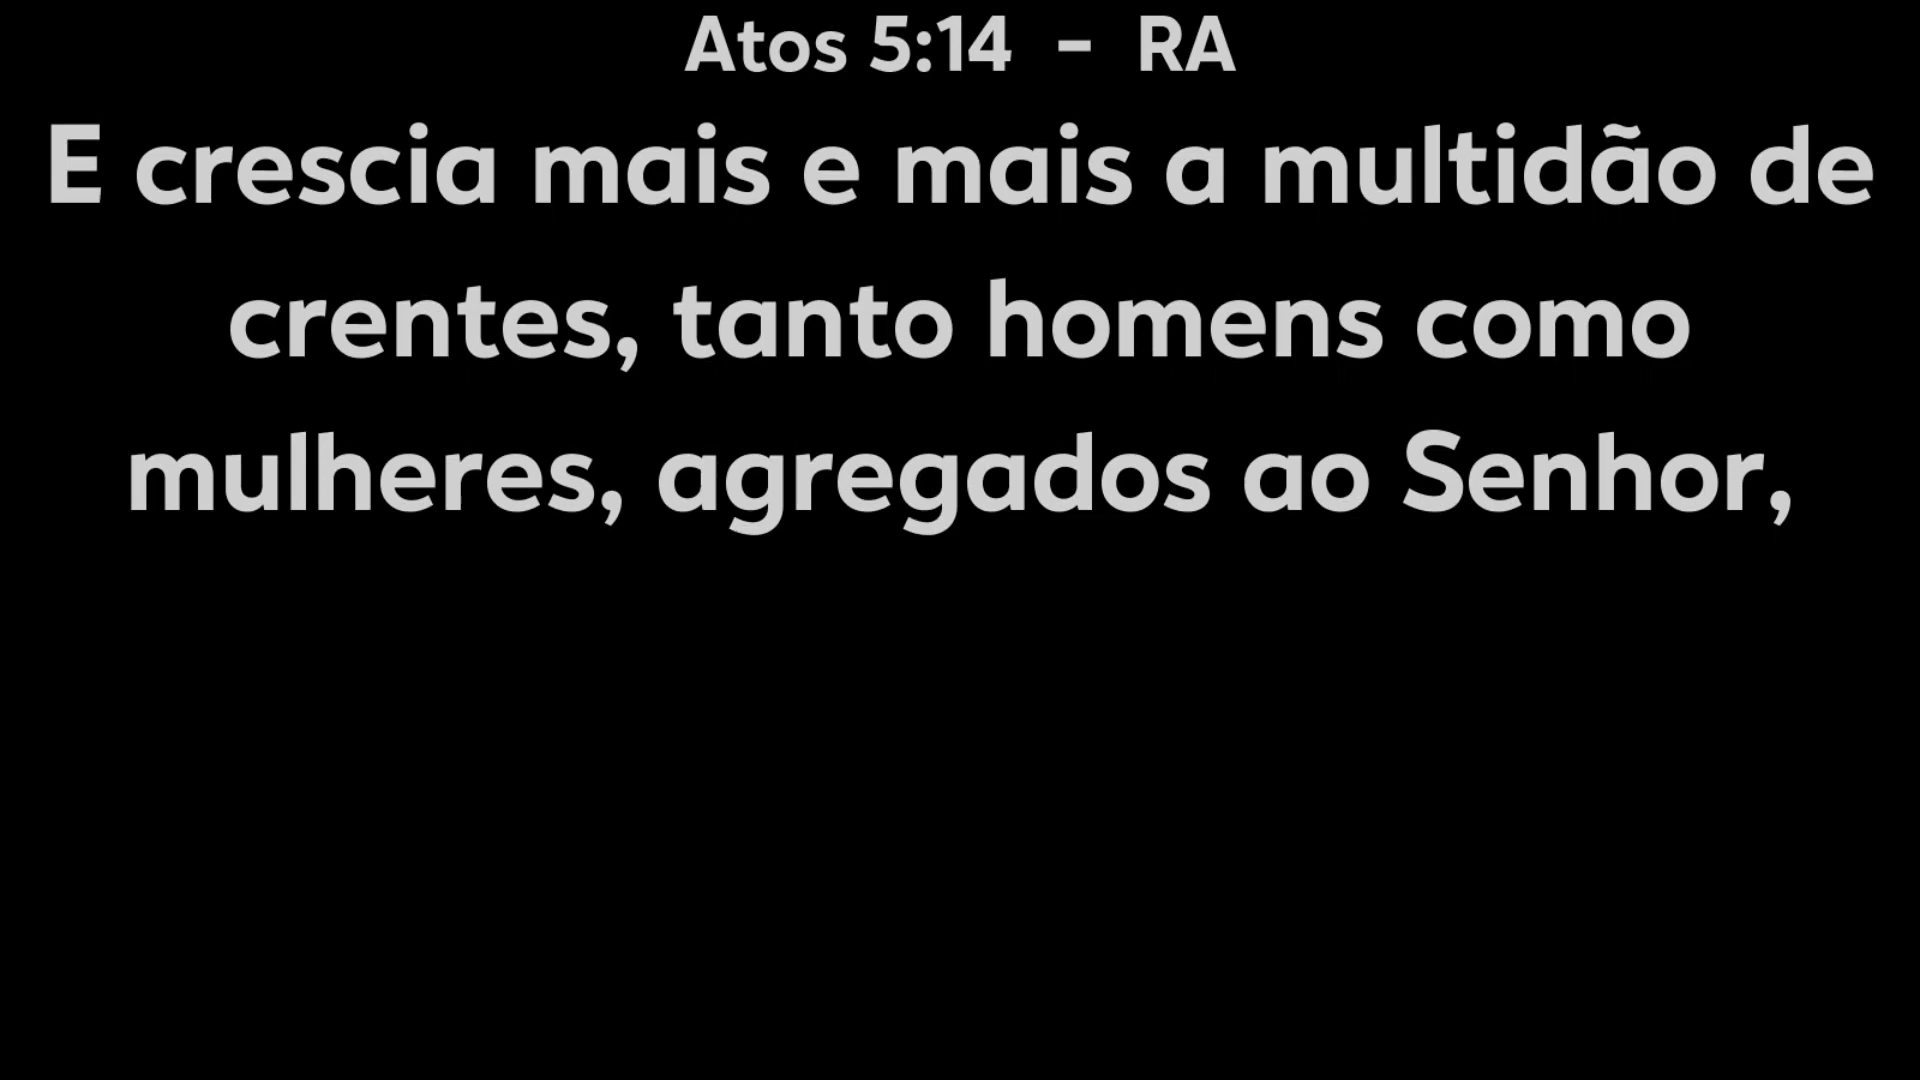 Atos 5:14 - RA
E crescia mais e mais a multidão de
crentes, tanto homens como
mulheres, agregados ao Senhor,